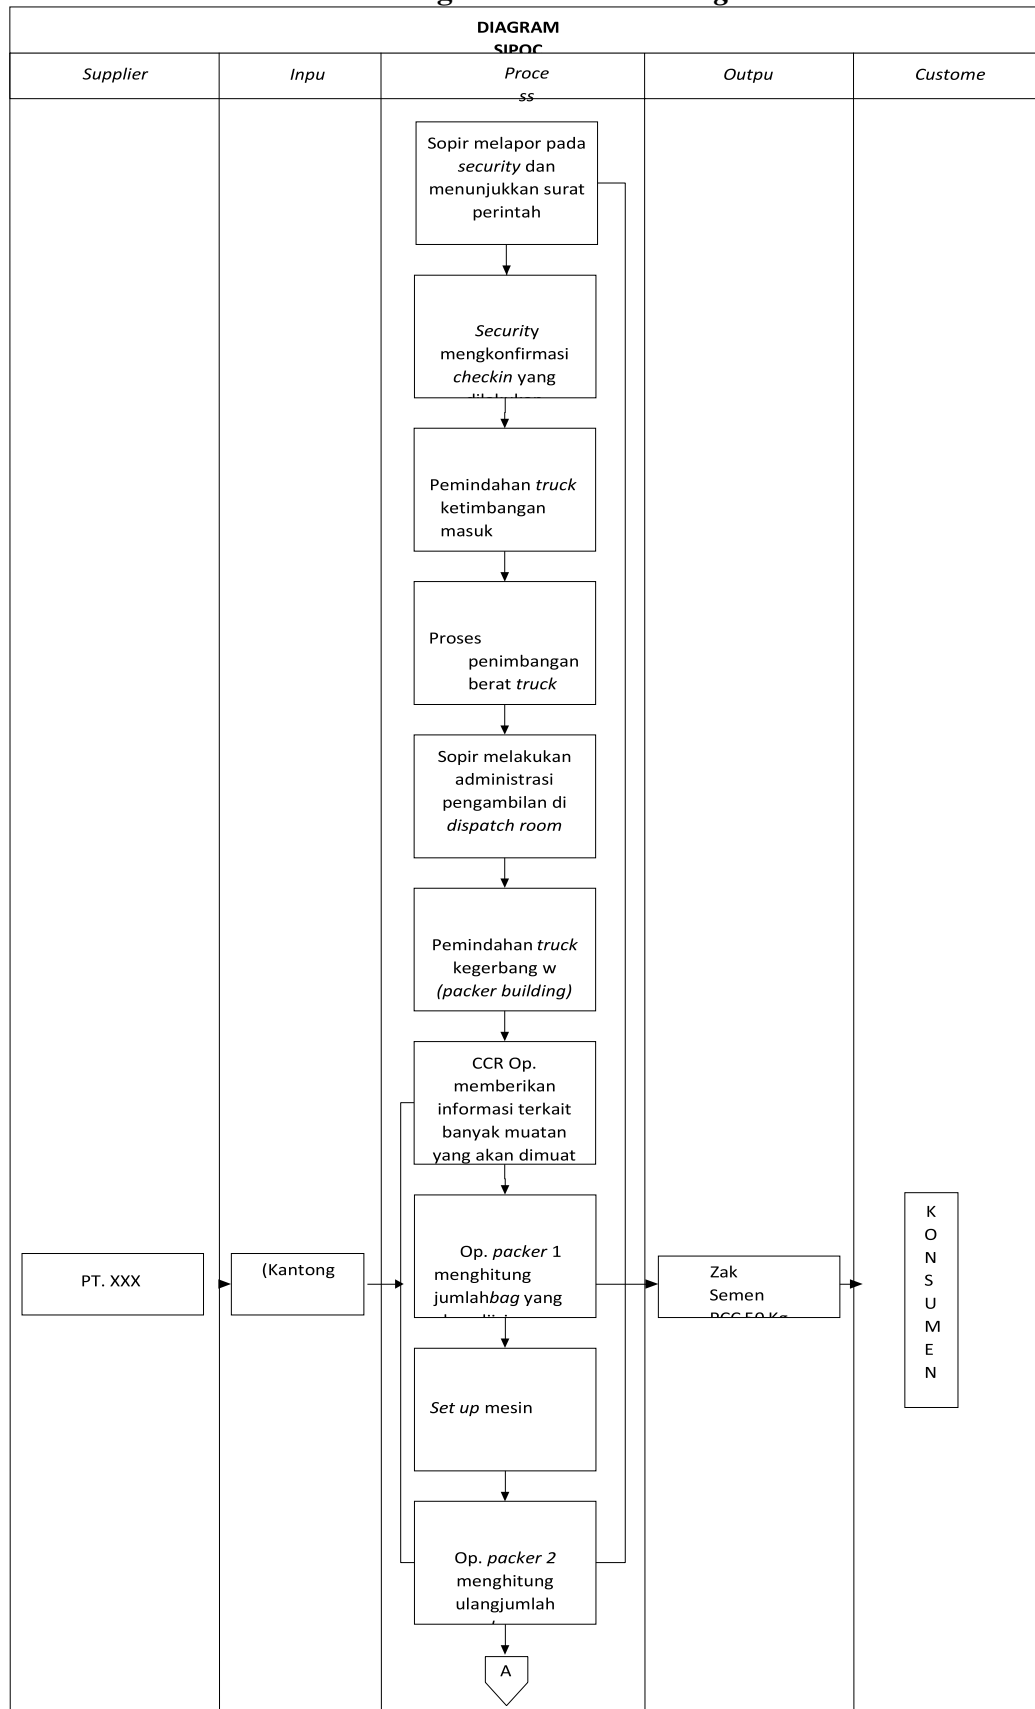 DIAGRAM
SIPOC
Supplier
Inpu
Proce
ss
Outpu
Custome
Sopir melapor pada
security dan
menunjukkan surat
perintah
Security
mengkonfirmasi
checkin yang
Pemindahan truck
ketimbangan
masuk
Proses
penimbangan
berat truck
Sopir melakukan
administrasi
pengambilan di
dispatch room
Pemindahan truck
kegerbang w
(packer building)
CCR Op.
memberikan
informasi terkait
banyak muatan
yang akan dimuat
PT. XXX
(Kantong
Op. packer 1
menghitung
jumlahbag yang
Zak
Semen
PCC 50 Kg
K
O
N
S
U
M
E
N
Set up mesin
Op. packer 2
menghitung
ulangjumlah
A